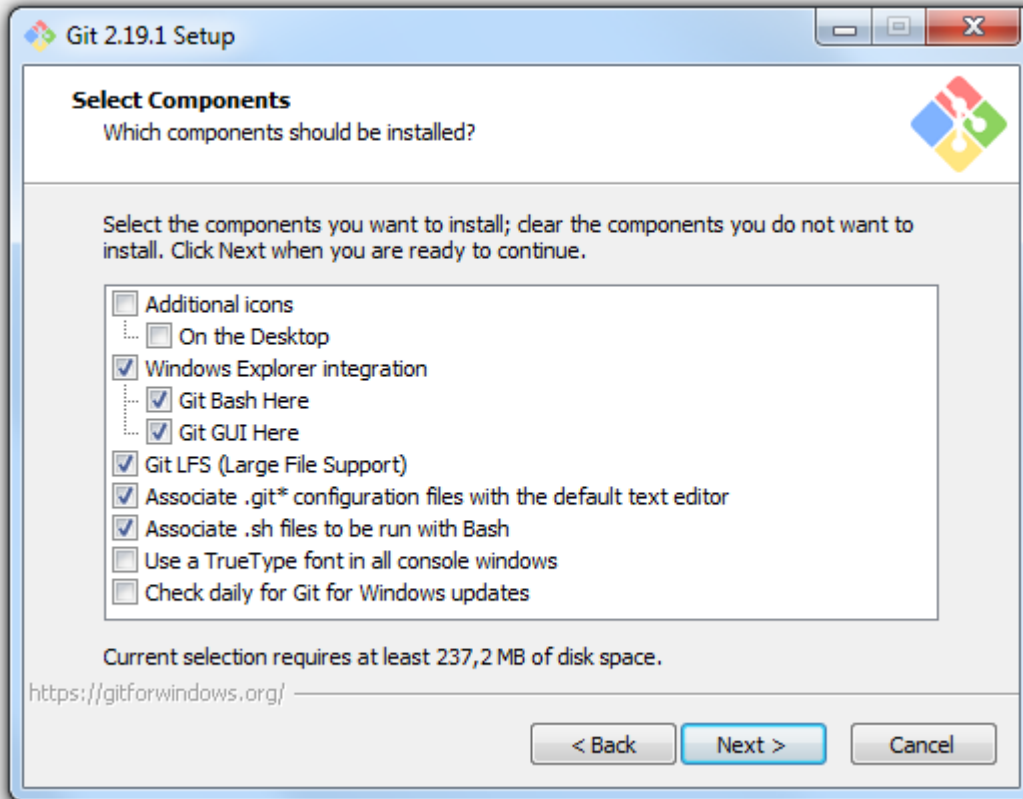 Git 2.19.1 Setup
Select Components
Which components should be installed?
Select the components you want to install; clear the components you do not want to
install. Click Next when you are ready to continue.
Additional icons
On the Desktop
Windows Explorer integration
Git Bash Here
Git GUI Here
Git LFS (Large File Support)
Associate .git* configuration files with the default text editor
Associate .sh files to be run with Bash
Use a TrueType font in all console windows
Check daily for Git for Windows updates
Current selection requires at least 237,2 MB of disk space.
https://gitforwindows.org/
< Back Next > Cancel